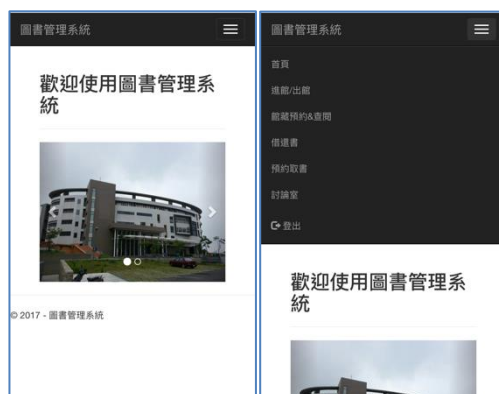 圖書管理系統
歡迎使用圖書管理系
統
© 2017 - 圖書管理系統
圖書管理系統
首頁
進館/出館
館藏預約&查閱
借還書
預約取書
討論室
登出
歡迎使用圖書管理系
統